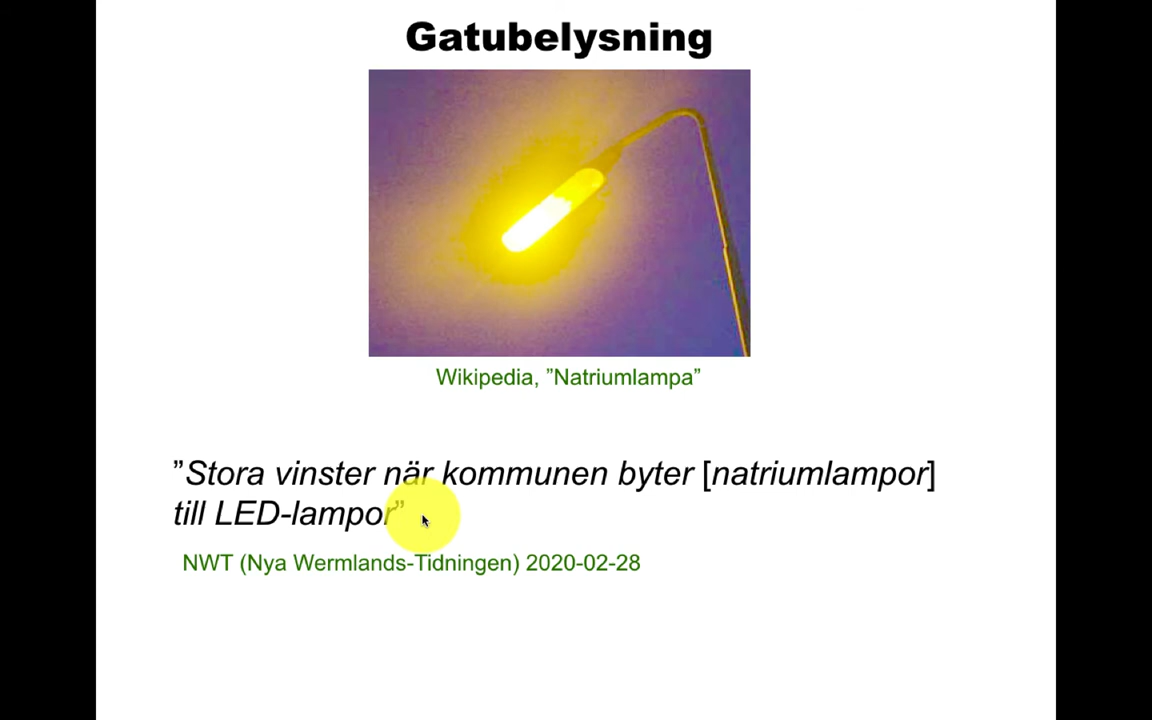 Gatubelysning
Wikipedia, ”Natriumlampa”
”Stora vinster när kommunen byter [natriumlampor]
till LED-lampor”
NWT (Nya Wermlands-Tidningen) 2020-02-28